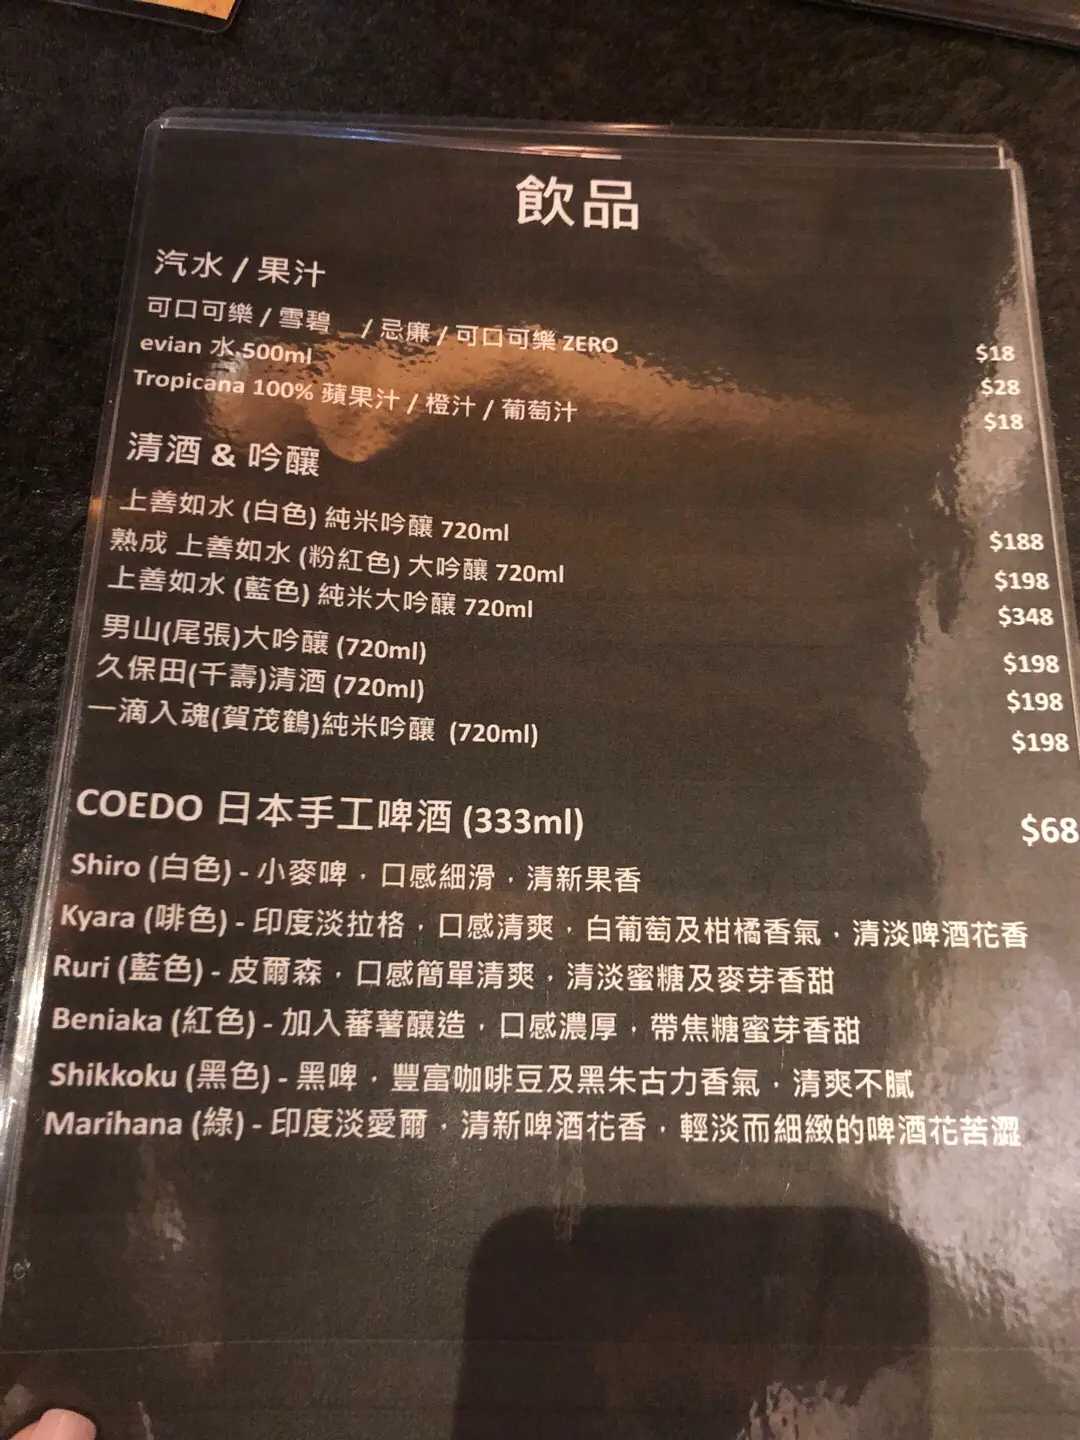 飲品
汽水 / 果汁
可口可樂 / 雪碧 / 忌廉 / 可口可樂 ZERO $18
evian 水 500ml $28
Tropicana 100% 蘋果汁 / 橙汁 / 葡萄汁 $18
清酒 & 吟釀
上善如水 (白色) 純米吟釀 720ml $188
熟成 上善如水 (粉紅色) 大吟釀 720ml $198
上善如水 (藍色) 純米大吟釀 720ml $348
男山(尾張)大吟釀 (720ml) $198
久保田(千壽)清酒 (720ml) $198
一滴入魂(賀茂鶴)純米吟釀 (720ml) $198
COEDO 日本手工啤酒 (333ml) $68
Shiro (白色) - 小麥啤，口感細滑，清新果香
Kyara (啡色) - 印度淡拉格，口感清爽，白葡萄及柑橘香氣，清淡啤酒花香
Ruri (藍色) - 皮爾森，口感簡單清爽，清淡蜜糖及麥芽香甜
Beniaka (紅色) - 加入蕃薯釀造，口感濃厚，帶焦糖蜜芽香甜
Shikkoku (黑色) - 黑啤，豐富咖啡豆及黑朱古力香氣，清爽不膩
Marihana (綠) - 印度淡愛爾，清新啤酒花香，輕淡而細緻的啤酒花苦澀